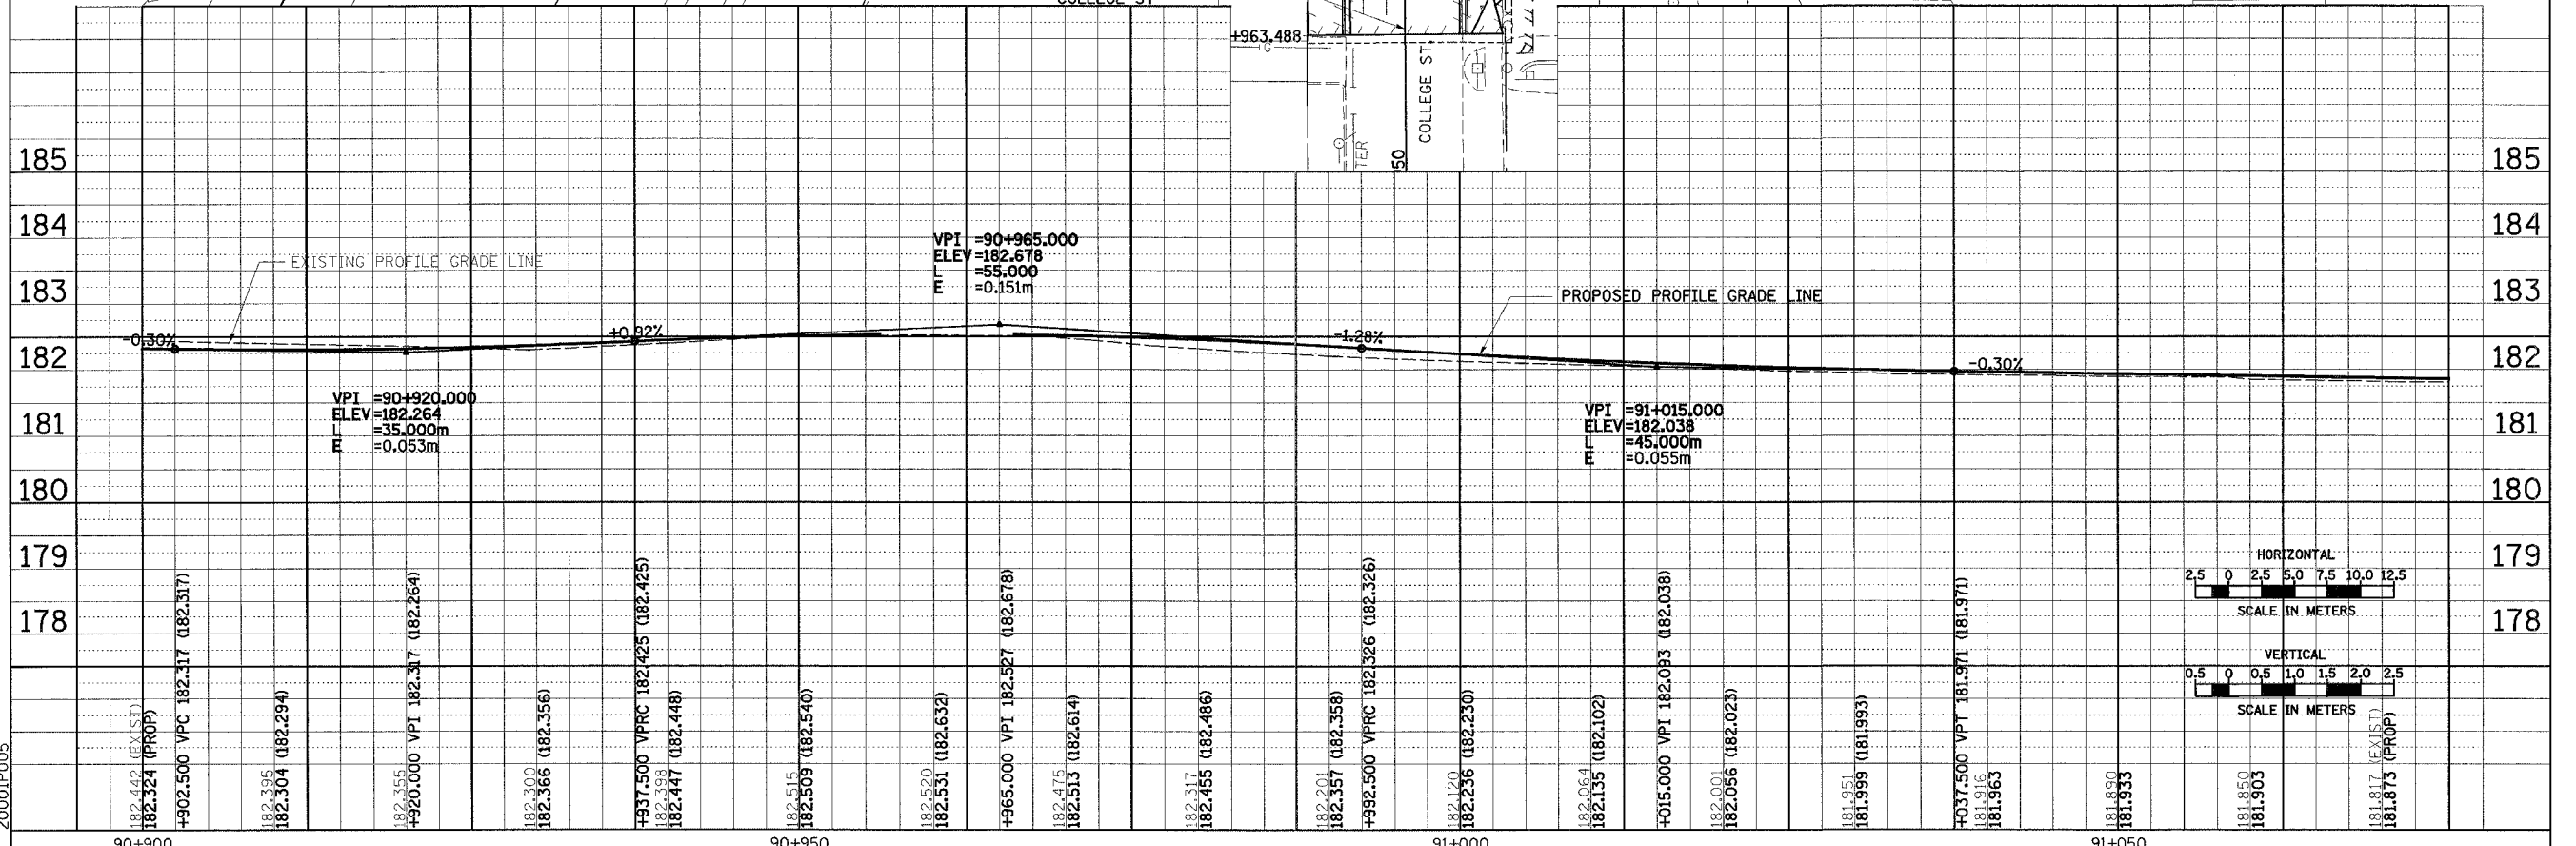 COLLEGE ST
+963.488
G
COLLEGE ST.
TER
50
185
185
184
184
183
183
182
182
181
181
180
180
179
179
178
178
EXISTING PROFILE GRADE LINE
PROPOSED PROFILE GRADE LINE
-0.30%
+0.92%
-1.28%
-0.30%
VPI =90+920.000
ELEV=182.264
L =35.000m
E =0.053m
VPI =90+965.000
ELEV=182.678
L =55.000
E =0.151m
VPI =91+015.000
ELEV=182.038
L =45.000m
E =0.055m
HORIZONTAL
2.5 0 2.5 5.0 7.5 10.0 12.5
SCALE IN METERS
VERTICAL
0.5 0 0.5 1.0 1.5 2.0 2.5
SCALE IN METERS
182.442 (EXIST)
182.324 (PROP)
+902.500 VPC 182.317 (182.317)
182.395
182.304 (182.294)
182.355
+920.000 VPI 182.317 (182.264)
182.300
182.366 (182.356)
+937.500 VPRC 182.425 (182.425)
182.398
182.447 (182.448)
182.515
182.509 (182.540)
182.520
182.531 (182.632)
+965.000 VPI 182.527 (182.678)
182.475
182.513 (182.614)
182.317
182.455 (182.486)
182.201
182.357 (182.358)
+992.500 VPRC 182.326 (182.326)
182.120
182.236 (182.230)
182.064
182.135 (182.102)
+015.000 VPI 182.093 (182.038)
182.001
182.056 (182.023)
181.951
181.999 (181.993)
+037.500 VPT 181.971 (181.971)
181.916
181.963
181.890
181.933
181.850
181.903
181.817 (EXIST)
181.873 (PROP)
90+900
90+950
91+000
91+050